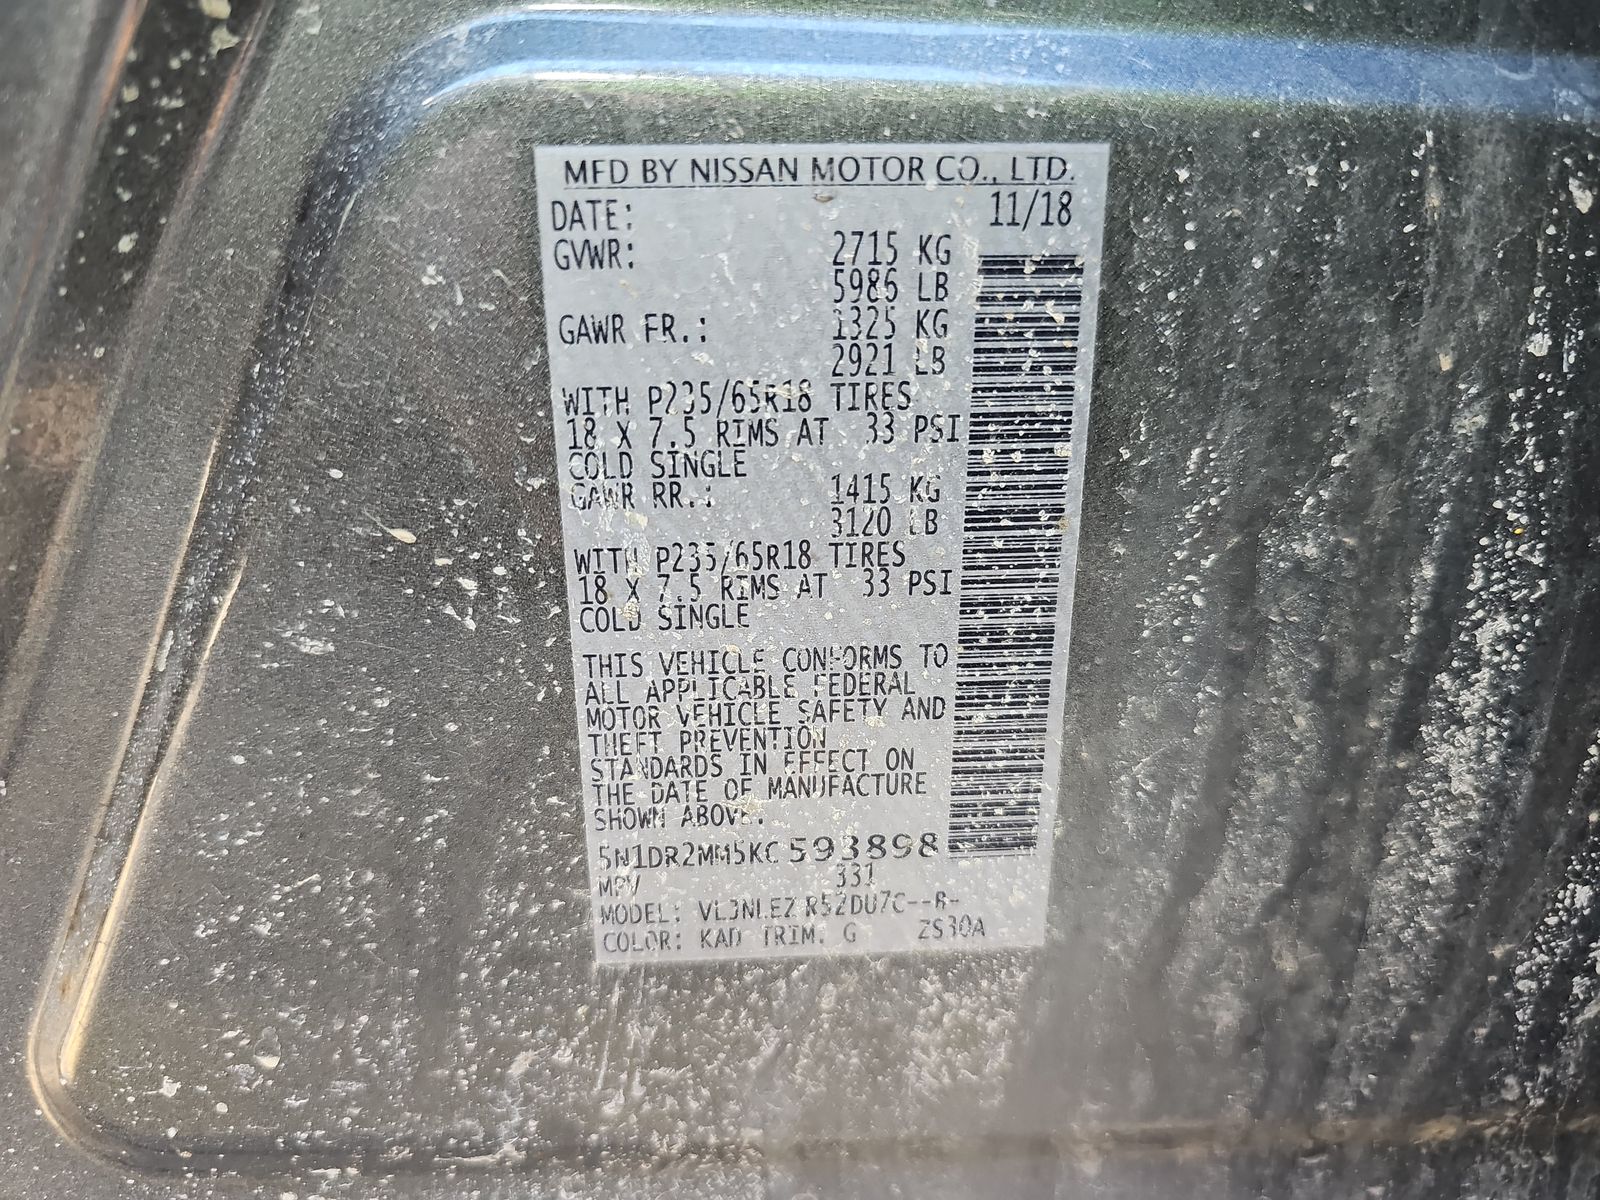 MFD BY NISSAN MOTOR CO., LTD.
DATE: 11/18
GVWR: 2715 KG
5986 LB
GAWR FR.: 1325 KG
2921 LB
WITH P235/65R18 TIRES
18 X 7.5 RIMS AT 33 PSI
COLD SINGLE
GAWR RR.: 1415 KG
3120 LB
WITH P235/65R18 TIRES
18 X 7.5 RIMS AT 33 PSI
COLD SINGLE
THIS VEHICLE CONFORMS TO
ALL APPLICABLE FEDERAL
MOTOR VEHICLE SAFETY AND
THEFT PREVENTION
STANDARDS IN EFFECT ON
THE DATE OF MANUFACTURE
SHOWN ABOVE.
5N1DR2MM5KC593898
MPV 331
MODEL:
COLOR: KAD TRIM. G ZS30A